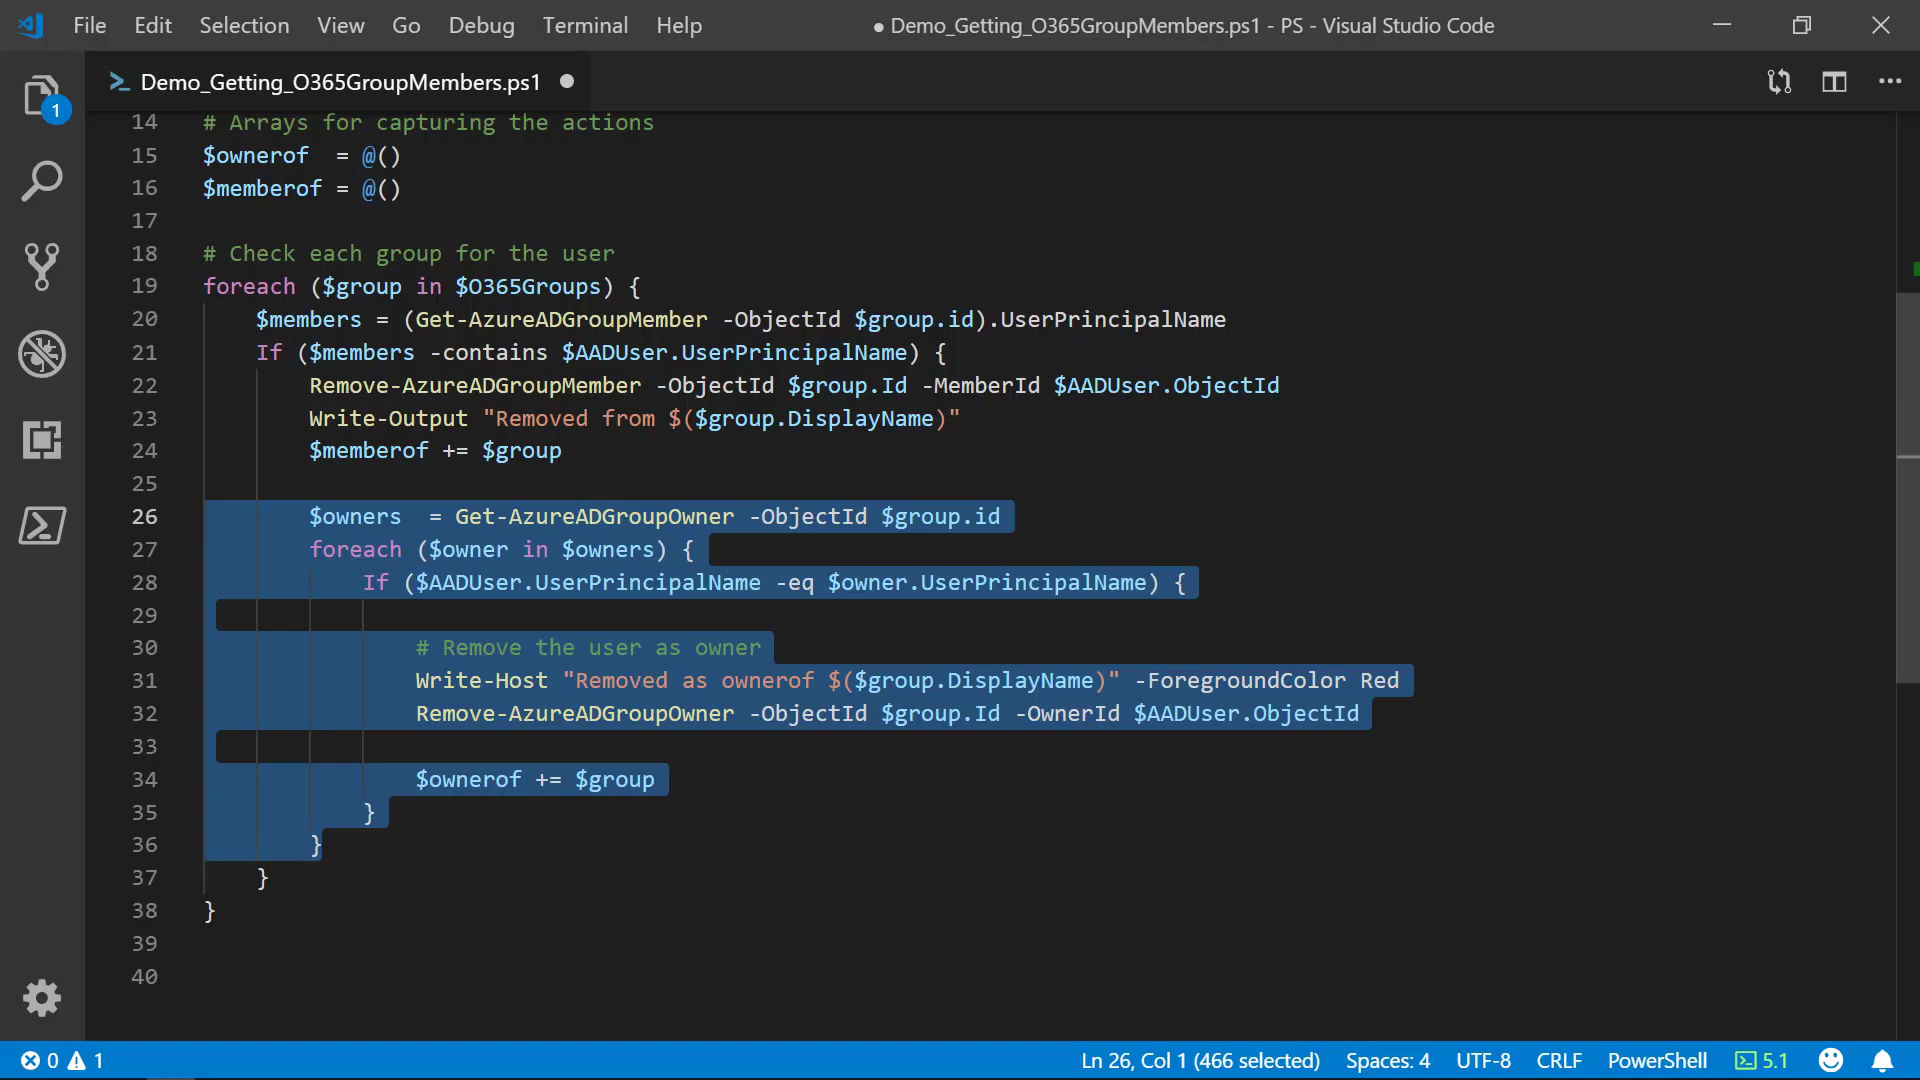 File Edit Selection View Go Debug Terminal Help ● Demo_Getting_O365GroupMembers.ps1 - PS - Visual Studio Code
Demo_Getting_O365GroupMembers.ps1 ●
1
14 # Arrays for capturing the actions
15 $ownerof  = @()
16 $memberof = @()
17
18 # Check each group for the user
19 foreach ($group in $O365Groups) {
20     $members = (Get-AzureADGroupMember -ObjectId $group.id).UserPrincipalName
21     If ($members -contains $AADUser.UserPrincipalName) {
22         Remove-AzureADGroupMember -ObjectId $group.Id -MemberId $AADUser.ObjectId
23         Write-Output "Removed from $($group.DisplayName)"
24         $memberof += $group
25
26         $owners  = Get-AzureADGroupOwner -ObjectId $group.id
27         foreach ($owner in $owners) {
28             If ($AADUser.UserPrincipalName -eq $owner.UserPrincipalName) {
29
30                 # Remove the user as owner
31                 Write-Host "Removed as ownerof $($group.DisplayName)" -ForegroundColor Red
32                 Remove-AzureADGroupOwner -ObjectId $group.Id -OwnerId $AADUser.ObjectId
33
34                 $ownerof += $group
35             }
36         }
37     }
38 }
39
40
0 1 Ln 26, Col 1 (466 selected) Spaces: 4 UTF-8 CRLF PowerShell 5.1